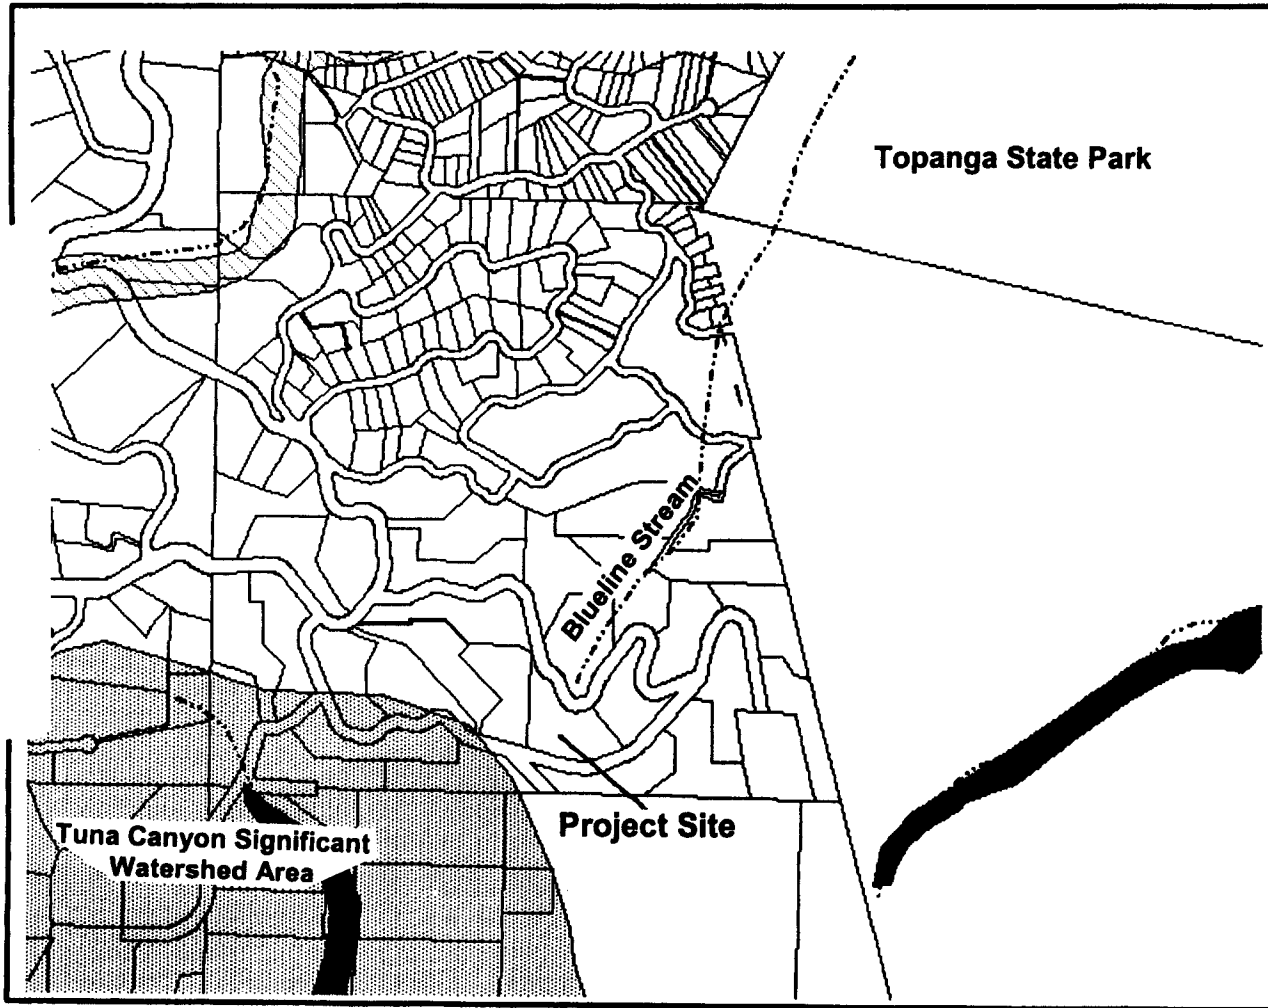 Topanga State Park
Blueline Stream
Project Site
Tuna Canyon Significant
Watershed Area